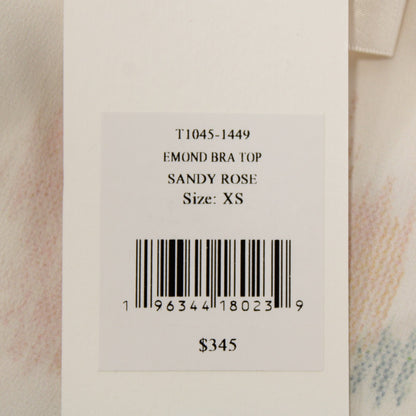 T1045-1449
EMOND BRA TOP
SANDY ROSE
Size: XS
1 96344 18023 9
$345